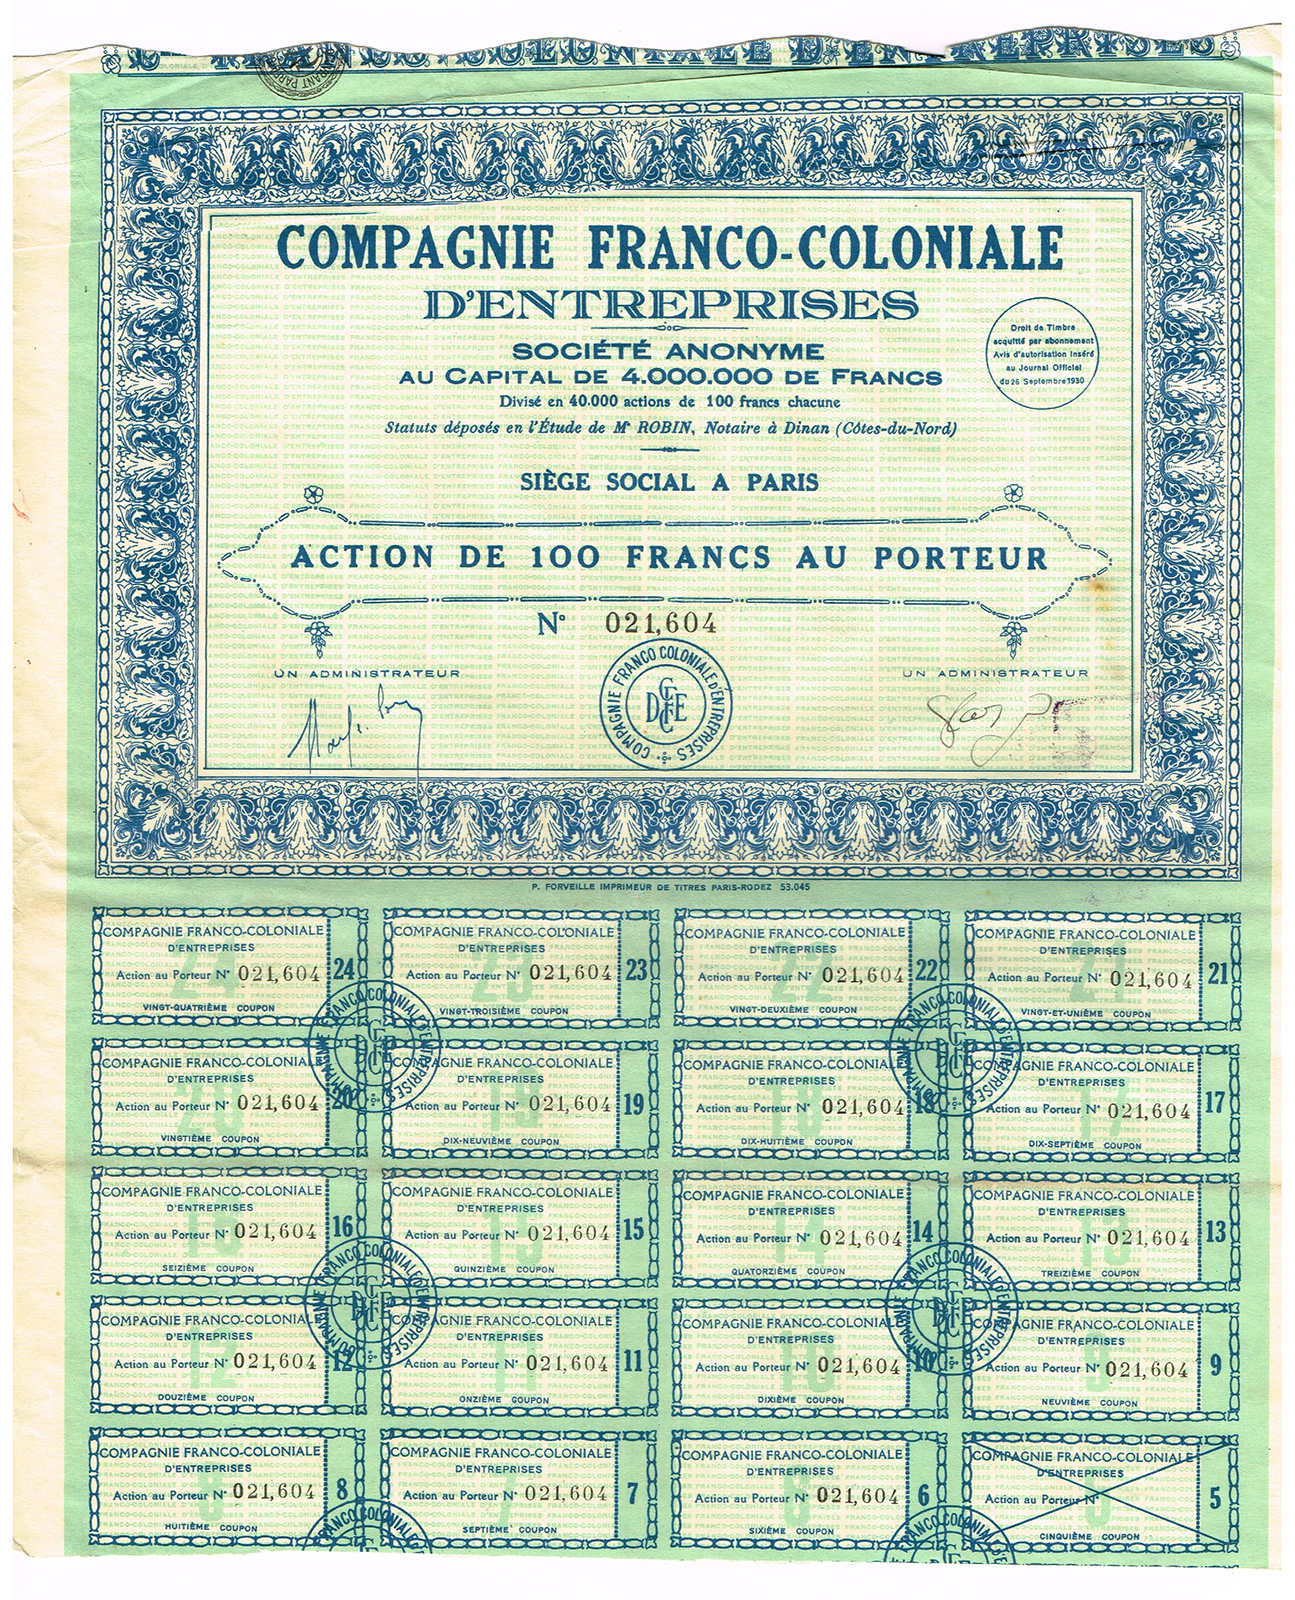 COLONIALE D'ENTREPRISES
COMPAGNIE FRANCO-COLONIALE
D'ENTREPRISES
SOCIÉTÉ ANONYME
AU CAPITAL DE 4.000.000 DE FRANCS
Divisé en 40.000 actions de 100 francs chacune
Statuts déposés en l'Étude de Mᵉ ROBIN, Notaire à Dinan (Côtes-du-Nord)
Droit de Timbre
acquitté par abonnement
Avis d'autorisation inséré
au Journal Officiel
du 26 Septembre 1930
SIÈGE SOCIAL A PARIS
ACTION DE 100 FRANCS AU PORTEUR
N° 021,604
UN ADMINISTRATEUR
UN ADMINISTRATEUR
COMPAGNIE FRANCO COLONIALE D'ENTREPRISES
P. FORVEILLE IMPRIMEUR DE TITRES PARIS-RODEZ 53.045
COMPAGNIE FRANCO-COLONIALE
D'ENTREPRISES
Action au Porteur N° 021,604 24
VINGT-QUATRIÈME COUPON
COMPAGNIE FRANCO-COLONIALE
D'ENTREPRISES
Action au Porteur N° 021,604 23
VINGT-TROISIÈME COUPON
COMPAGNIE FRANCO-COLONIALE
D'ENTREPRISES
Action au Porteur N° 021,604 22
VINGT-DEUXIÈME COUPON
COMPAGNIE FRANCO-COLONIALE
D'ENTREPRISES
Action au Porteur N° 021,604 21
VINGT-ET-UNIÈME COUPON
COMPAGNIE FRANCO-COLONIALE
D'ENTREPRISES
Action au Porteur N° 021,604 20
VINGTIÈME COUPON
COMPAGNIE FRANCO-COLONIALE
D'ENTREPRISES
Action au Porteur N° 021,604 19
DIX-NEUVIÈME COUPON
COMPAGNIE FRANCO-COLONIALE
D'ENTREPRISES
Action au Porteur N° 021,604 18
DIX-HUITIÈME COUPON
COMPAGNIE FRANCO-COLONIALE
D'ENTREPRISES
Action au Porteur N° 021,604 17
DIX-SEPTIÈME COUPON
COMPAGNIE FRANCO-COLONIALE
D'ENTREPRISES
Action au Porteur N° 021,604 16
SEIZIÈME COUPON
COMPAGNIE FRANCO-COLONIALE
D'ENTREPRISES
Action au Porteur N° 021,604 15
QUINZIÈME COUPON
COMPAGNIE FRANCO-COLONIALE
D'ENTREPRISES
Action au Porteur N° 021,604 14
QUATORZIÈME COUPON
COMPAGNIE FRANCO-COLONIALE
D'ENTREPRISES
Action au Porteur N° 021,604 13
TREIZIÈME COUPON
COMPAGNIE FRANCO-COLONIALE
D'ENTREPRISES
Action au Porteur N° 021,604 12
DOUZIÈME COUPON
COMPAGNIE FRANCO-COLONIALE
D'ENTREPRISES
Action au Porteur N° 021,604 11
ONZIÈME COUPON
COMPAGNIE FRANCO-COLONIALE
D'ENTREPRISES
Action au Porteur N° 021,604 10
DIXIÈME COUPON
COMPAGNIE FRANCO-COLONIALE
D'ENTREPRISES
Action au Porteur N° 021,604 9
NEUVIÈME COUPON
COMPAGNIE FRANCO-COLONIALE
D'ENTREPRISES
Action au Porteur N° 021,604 8
HUITIÈME COUPON
COMPAGNIE FRANCO-COLONIALE
D'ENTREPRISES
Action au Porteur N° 021,604 7
SEPTIÈME COUPON
COMPAGNIE FRANCO-COLONIALE
D'ENTREPRISES
Action au Porteur N° 021,604 6
SIXIÈME COUPON
COMPAGNIE FRANCO-COLONIALE
D'ENTREPRISES
Action au Porteur N° 5
CINQUIÈME COUPON